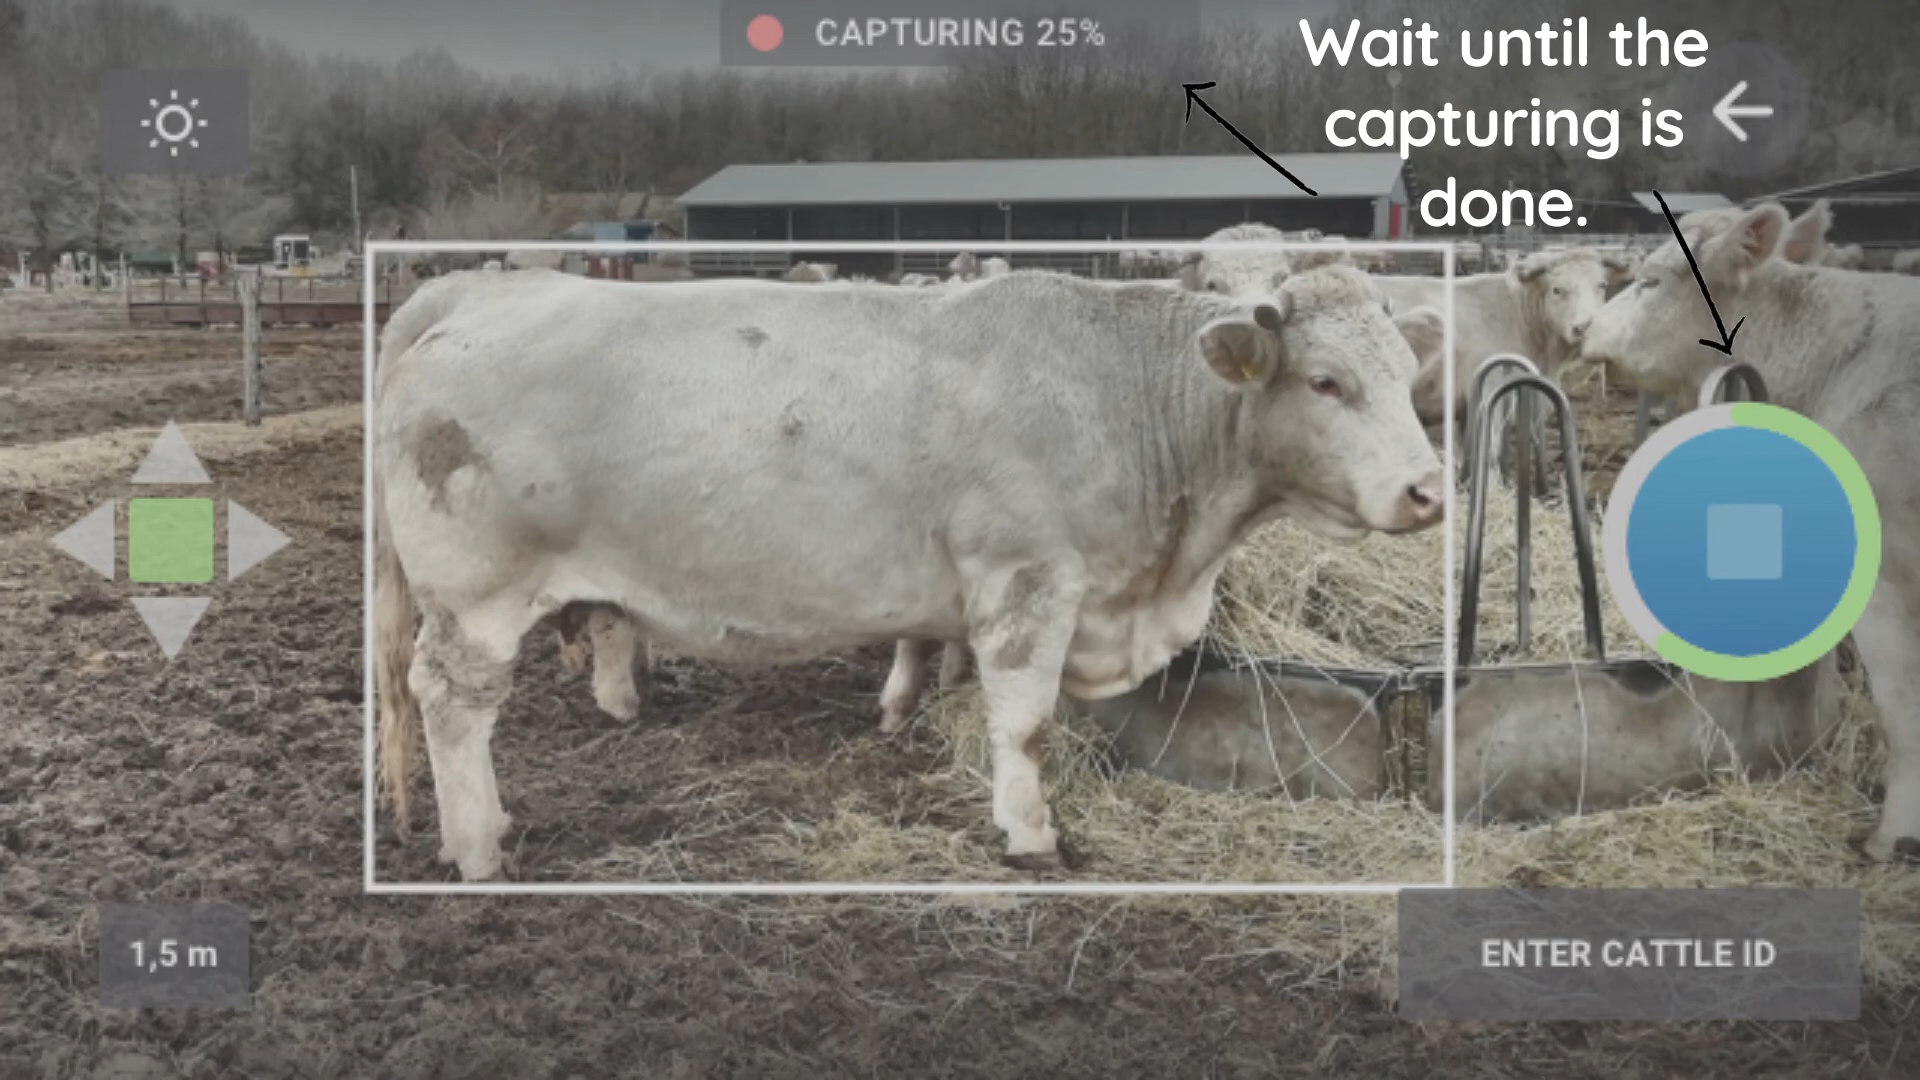 CAPTURING 25%
Wait until the
capturing is
done.
1,5 m
ENTER CATTLE ID